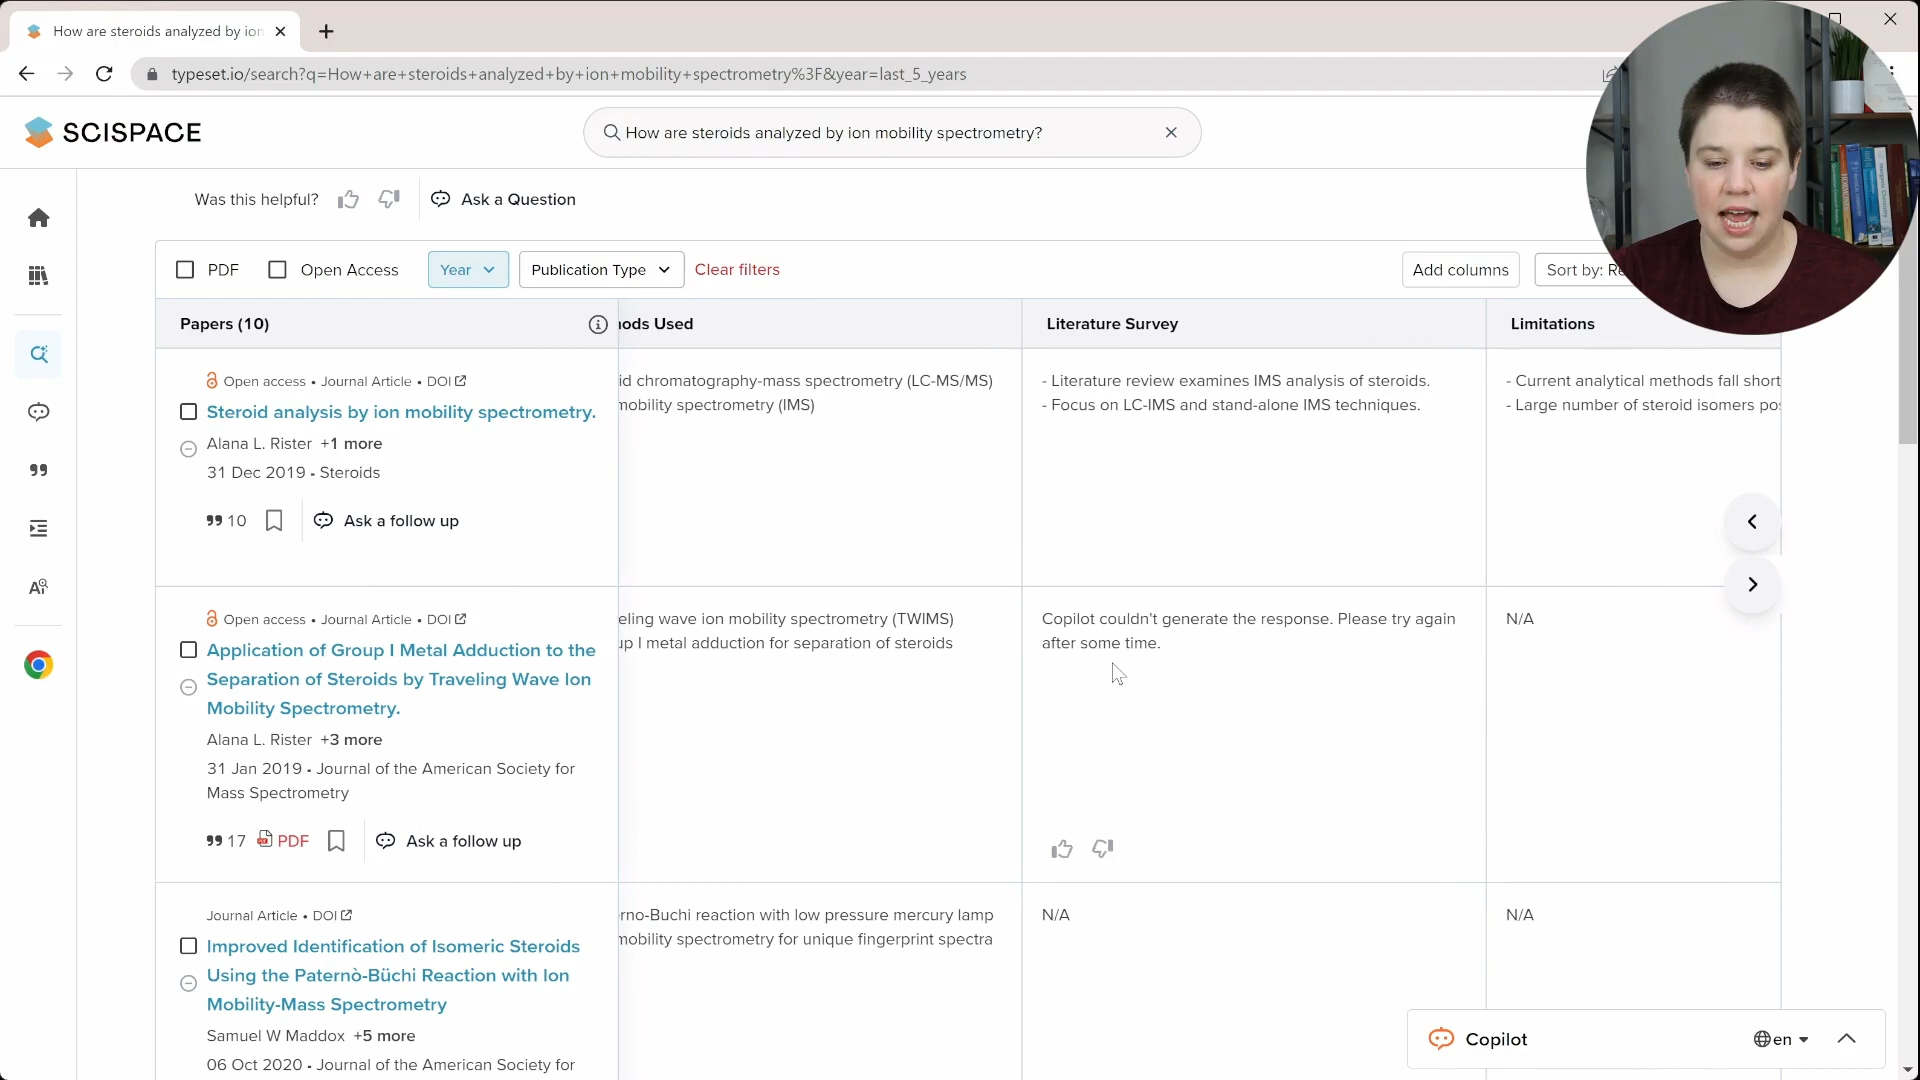 How are steroids analyzed by ion
typeset.io/search?q=How+are+steroids+analyzed+by+ion+mobility+spectrometry%3F&year=last_5_years
SCISPACE
How are steroids analyzed by ion mobility spectrometry?
Was this helpful?
Ask a Question
PDF
Open Access
Year
Publication Type
Clear filters
Add columns
Sort by:
Papers (10)
Used
Literature Survey
Limitations
Open access • Journal Article • DOI
Steroid analysis by ion mobility spectrometry.
Alana L. Rister +1 more
31 Dec 2019 - Steroids
10
Ask a follow up
chromatography-mass spectrometry (LC-MS/MS)
mobility spectrometry (IMS)
- Literature review examines IMS analysis of steroids.
- Focus on LC-IMS and stand-alone IMS techniques.
- Current analytical methods fall short
- Large number of steroid isomers
Open access • Journal Article • DOI
Application of Group I Metal Adduction to the
Separation of Steroids by Traveling Wave Ion
Mobility Spectrometry.
Alana L. Rister +3 more
31 Jan 2019 - Journal of the American Society for
Mass Spectrometry
17
PDF
Ask a follow up
wave ion mobility spectrometry (TWIMS)
I metal adduction for separation of steroids
Copilot couldn't generate the response. Please try again
after some time.
N/A
Journal Article • DOI
Improved Identification of Isomeric Steroids
Using the Paternò-Büchi Reaction with Ion
Mobility-Mass Spectrometry
Samuel W Maddox +5 more
06 Oct 2020 - Journal of the American Society for
reaction with low pressure mercury lamp
mobility spectrometry for unique fingerprint spectra
N/A
N/A
Copilot
en